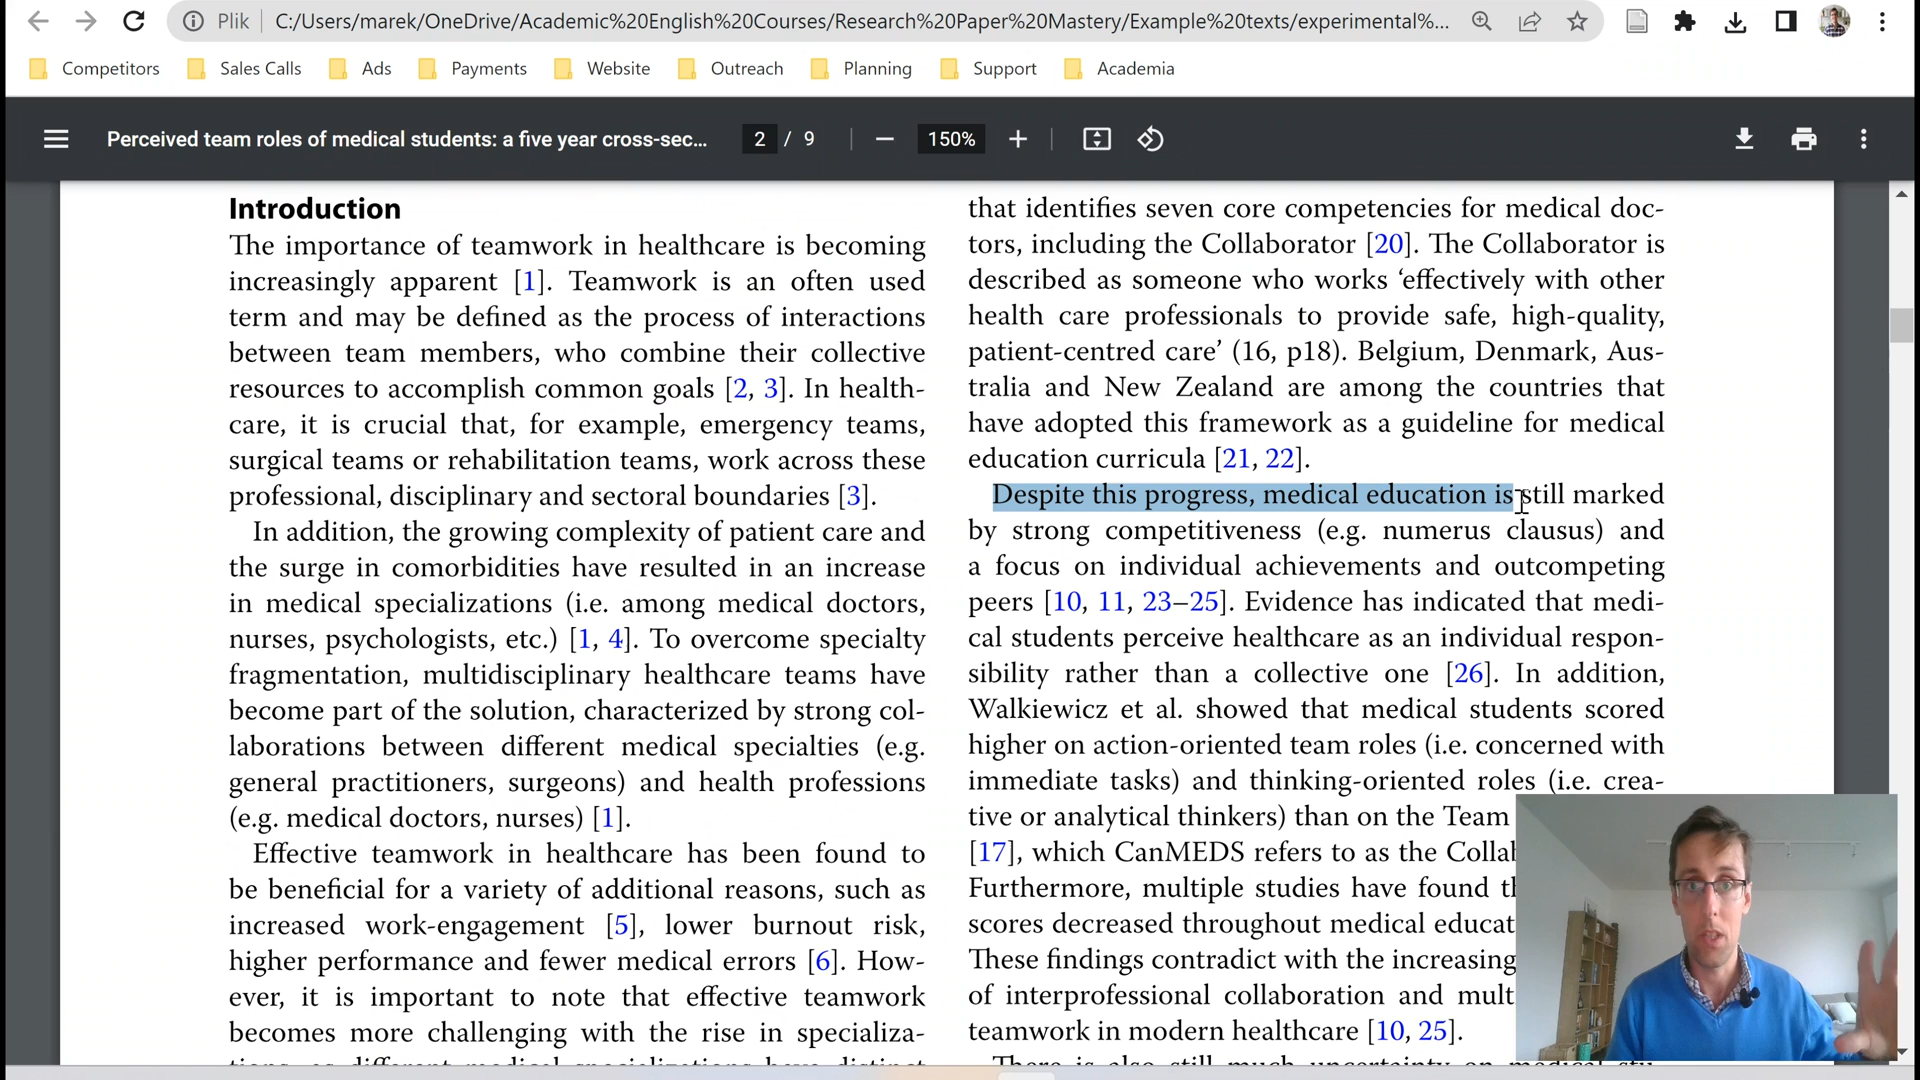 Plik
C:/Users/marek/OneDrive/Academic%20English%20Courses/Research%20Paper%20Mastery/Example%20texts/experimental%...
Competitors
Sales Calls
Ads
Payments
Website
Outreach
Planning
Support
Academia
Perceived team roles of medical students: a five year cross-sec...
2 / 9
150%
Introduction
The importance of teamwork in healthcare is becoming
increasingly apparent [1]. Teamwork is an often used
term and may be defined as the process of interactions
between team members, who combine their collective
resources to accomplish common goals [2, 3]. In health-
care, it is crucial that, for example, emergency teams,
surgical teams or rehabilitation teams, work across these
professional, disciplinary and sectoral boundaries [3].
In addition, the growing complexity of patient care and
the surge in comorbidities have resulted in an increase
in medical specializations (i.e. among medical doctors,
nurses, psychologists, etc.) [1, 4]. To overcome specialty
fragmentation, multidisciplinary healthcare teams have
become part of the solution, characterized by strong col-
laborations between different medical specialties (e.g.
general practitioners, surgeons) and health professions
(e.g. medical doctors, nurses) [1].
Effective teamwork in healthcare has been found to
be beneficial for a variety of additional reasons, such as
increased work-engagement [5], lower burnout risk,
higher performance and fewer medical errors [6]. How-
ever, it is important to note that effective teamwork
becomes more challenging with the rise in specializa-
that identifies seven core competencies for medical doc-
tors, including the Collaborator [20]. The Collaborator is
described as someone who works ‘effectively with other
health care professionals to provide safe, high-quality,
patient-centred care’ (16, p18). Belgium, Denmark, Aus-
tralia and New Zealand are among the countries that
have adopted this framework as a guideline for medical
education curricula [21, 22].
Despite this progress, medical education is still marked
by strong competitiveness (e.g. numerus clausus) and
a focus on individual achievements and outcompeting
peers [10, 11, 23–25]. Evidence has indicated that medi-
cal students perceive healthcare as an individual respon-
sibility rather than a collective one [26]. In addition,
Walkiewicz et al. showed that medical students scored
higher on action-oriented team roles (i.e. concerned with
immediate tasks) and thinking-oriented roles (i.e. crea-
tive or analytical thinkers) than on the Team
[17], which CanMEDS refers to as the
Furthermore, multiple studies have found
scores decreased throughout medical
These findings contradict with the increasing
of interprofessional collaboration and
teamwork in modern healthcare [10, 25].
There is also still much uncertainty on medical stu-